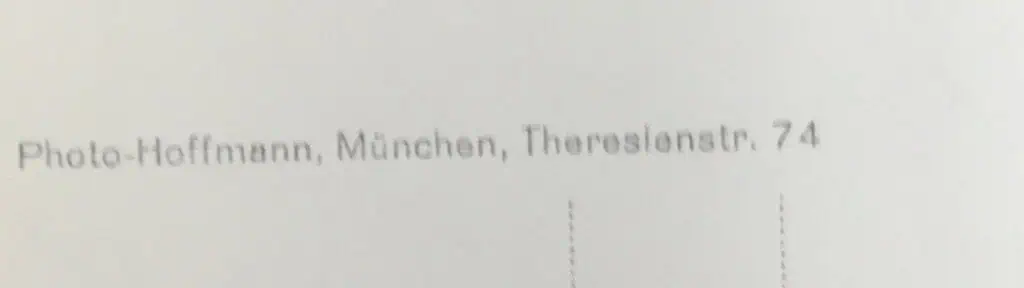 Photo-Hoffmann, München, Theresienstr. 74